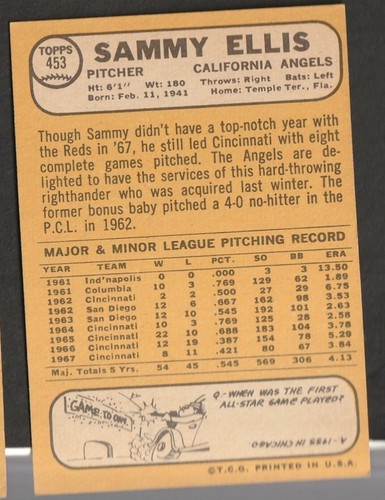 TOPPS
453
SAMMY ELLIS
PITCHER CALIFORNIA ANGELS
Ht: 6'1" Wt: 180 Throws: Right Bats: Left
Born: Feb. 11, 1941 Home: Temple Ter., Fla.
Though Sammy didn't have a top-notch year with
the Reds in '67, he still led Cincinnati with eight
complete games pitched. The Angels are de-
lighted to have the services of this hard-throwing
righthander who was acquired last winter. The
former bonus baby pitched a 4-0 no-hitter in the
P.C.L. in 1962.
MAJOR & MINOR LEAGUE PITCHING RECORD
YEAR TEAM W L PCT. SO BB ERA
1961 Ind'napolis 0 0 .000 3 3 13.50
1961 Columbia 10 3 .769 129 62 1.89
1962 Cincinnati 2 2 .500 27 29 6.75
1962 San Diego 12 6 .667 162 98 3.53
1963 San Diego 12 10 .545 192 101 2.63
1964 Cincinnati 10 3 .769 125 28 2.58
1965 Cincinnati 22 10 .688 183 104 3.78
1966 Cincinnati 12 19 .387 154 78 5.29
1967 Cincinnati 8 11 .421 80 67 3.84
Maj. Totals 5 Yrs. 54 45 .545 569 306 4.13
GAME TODAY
Q-WHEN WAS THE FIRST
ALL-STAR GAME PLAYED?
A-1933 IN CHICAGO
©T.C.G. PRINTED IN U.S.A.